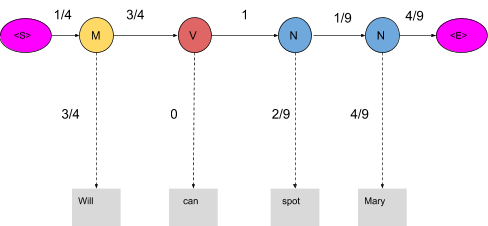 1/4 3/4 1 1/9 4/9
<S> M V N N <E>
3/4 0 2/9 4/9
Will can spot Mary